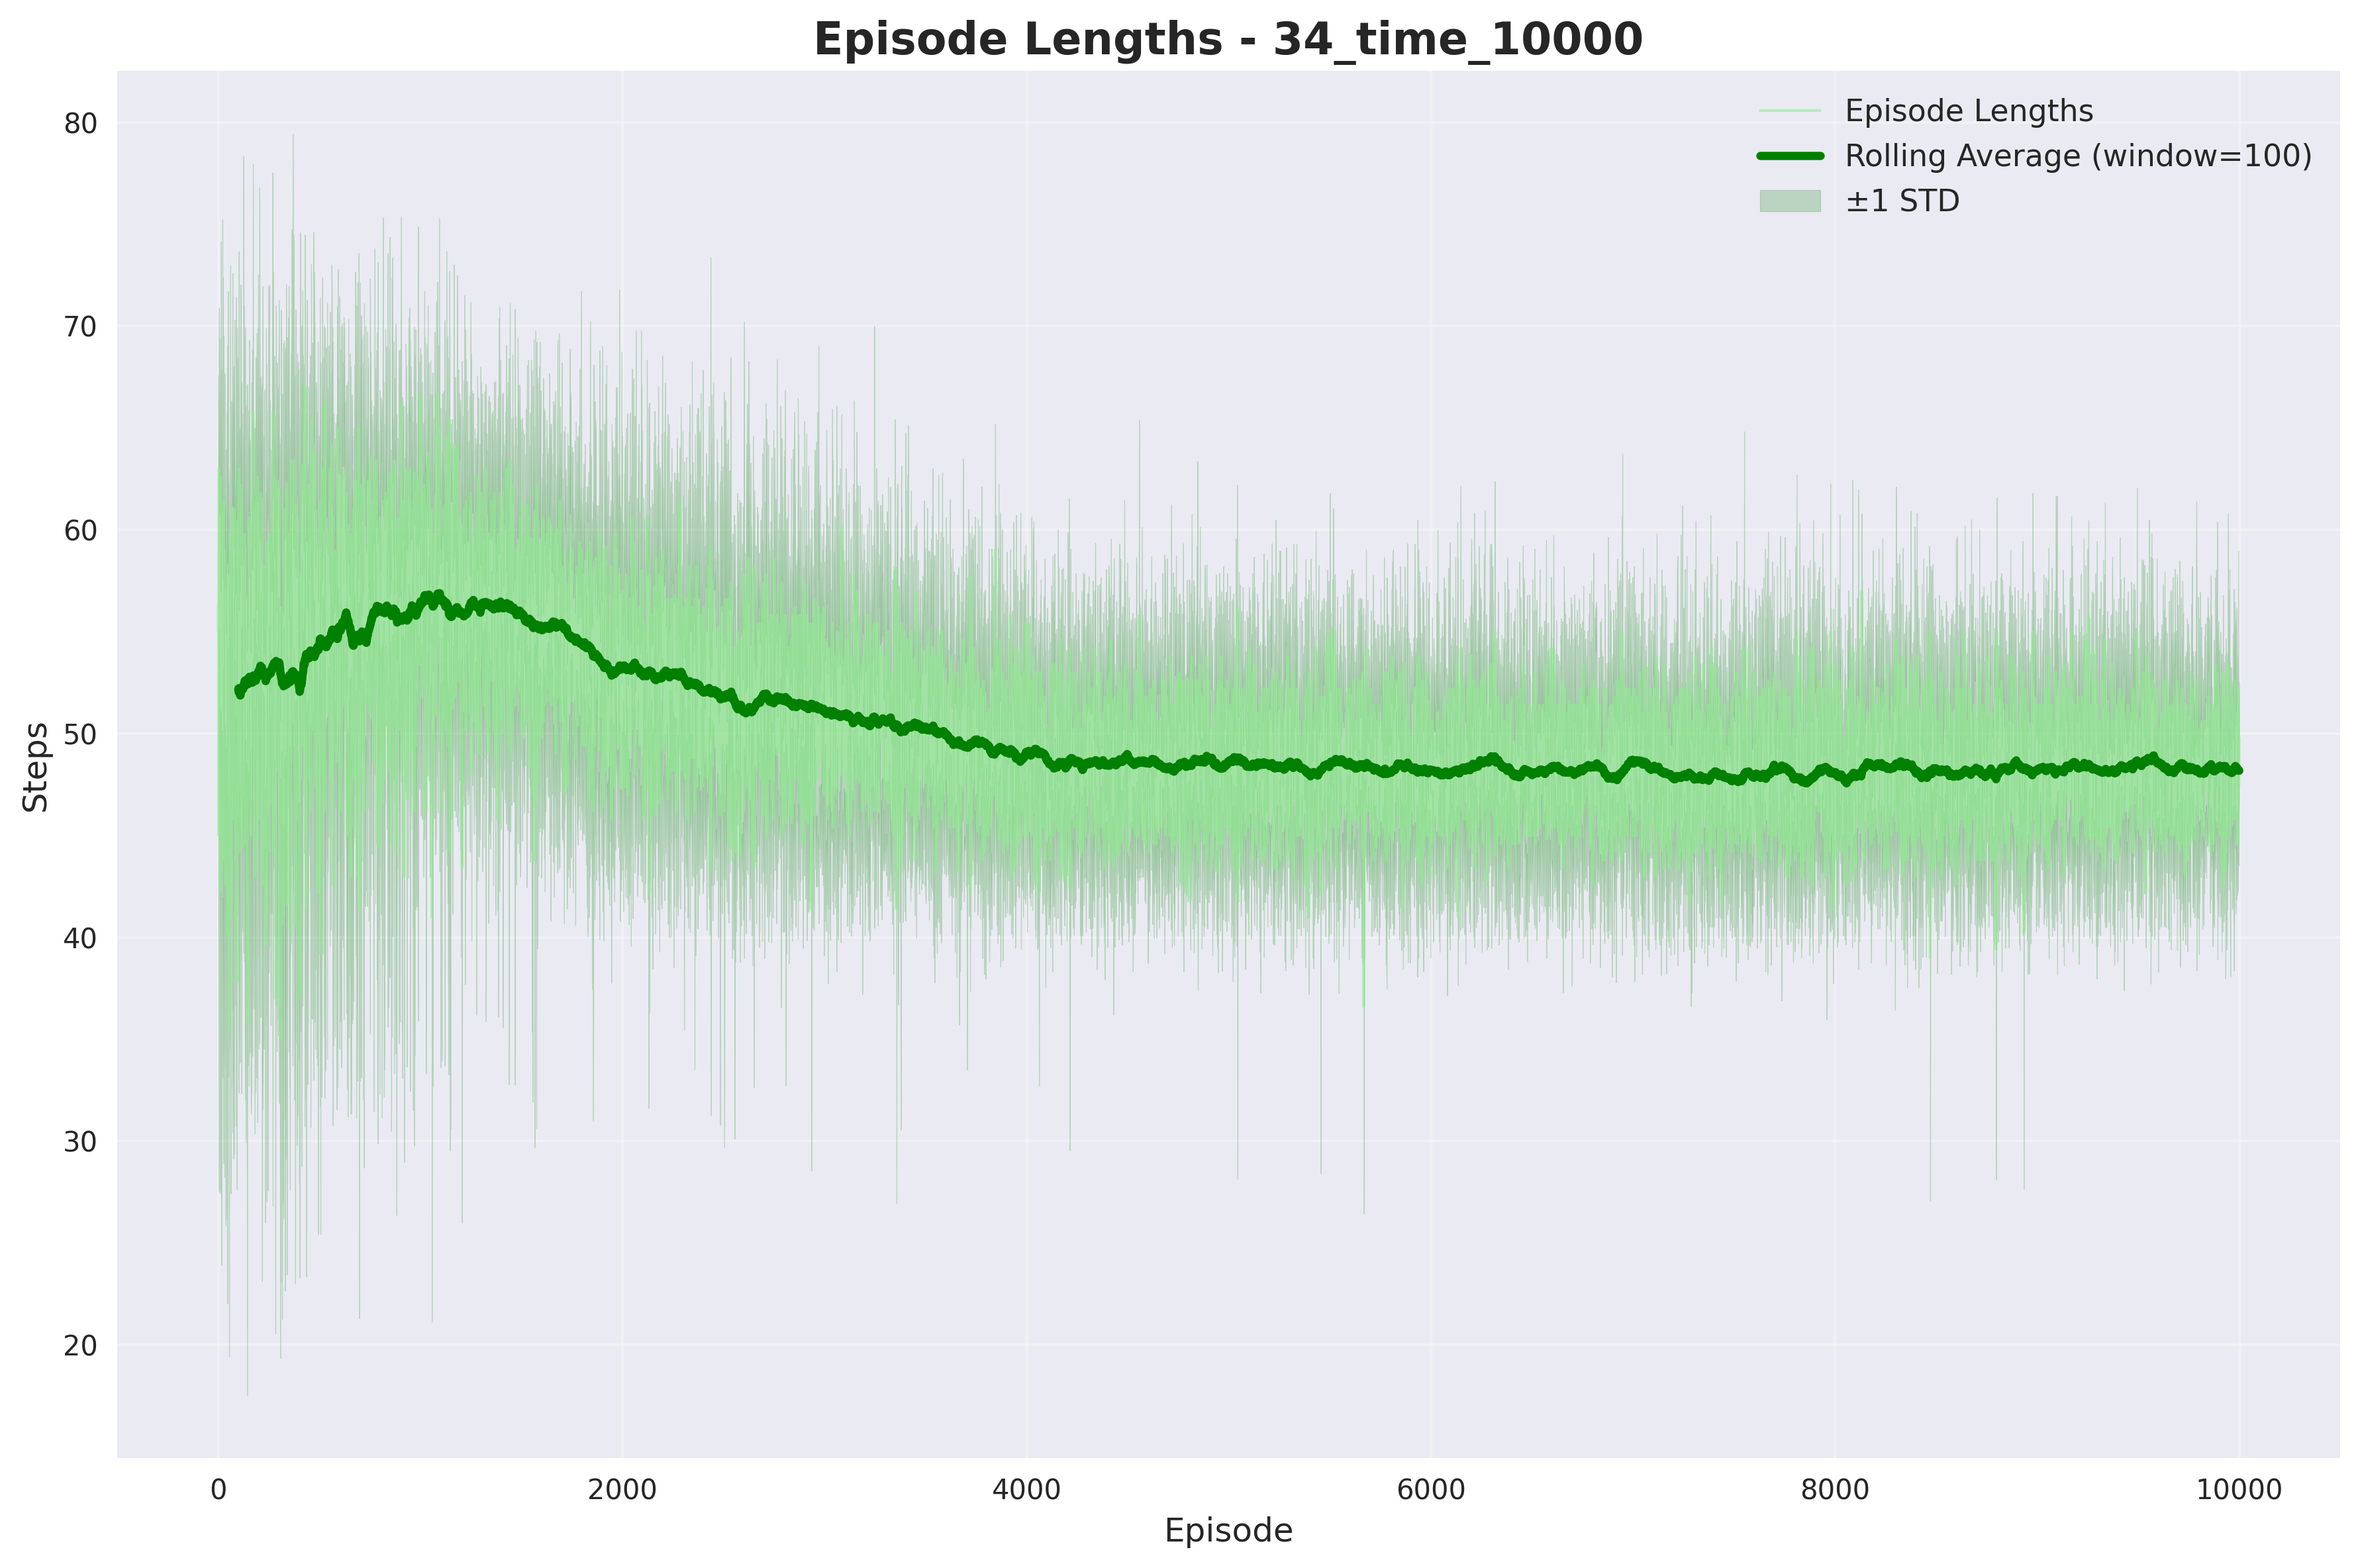 Episode Lengths - 34_time_10000
Episode Lengths
Rolling Average (window=100)
±1 STD
Steps
80
70
60
50
40
30
20
0
2000
4000
6000
8000
10000
Episode